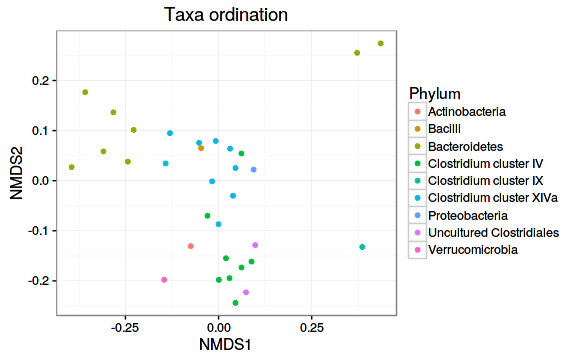 Taxa ordination
NMDS2
0.2
0.1
0.0
-0.1
-0.2
-0.25
0.00
0.25
NMDS1
Phylum
Actinobacteria
Bacilli
Bacteroidetes
Clostridium cluster IV
Clostridium cluster IX
Clostridium cluster XIVa
Proteobacteria
Uncultured Clostridiales
Verrucomicrobia